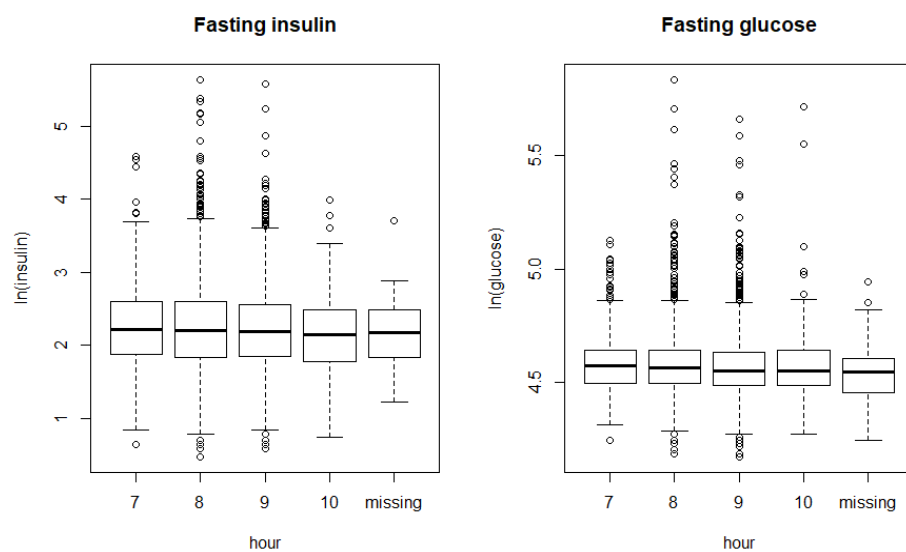 Fasting insulin
ln(insulin)
5
4
3
2
1
7 8 9 10 missing
hour
Fasting glucose
ln(glucose)
5.5
5.0
4.5
7 8 9 10 missing
hour